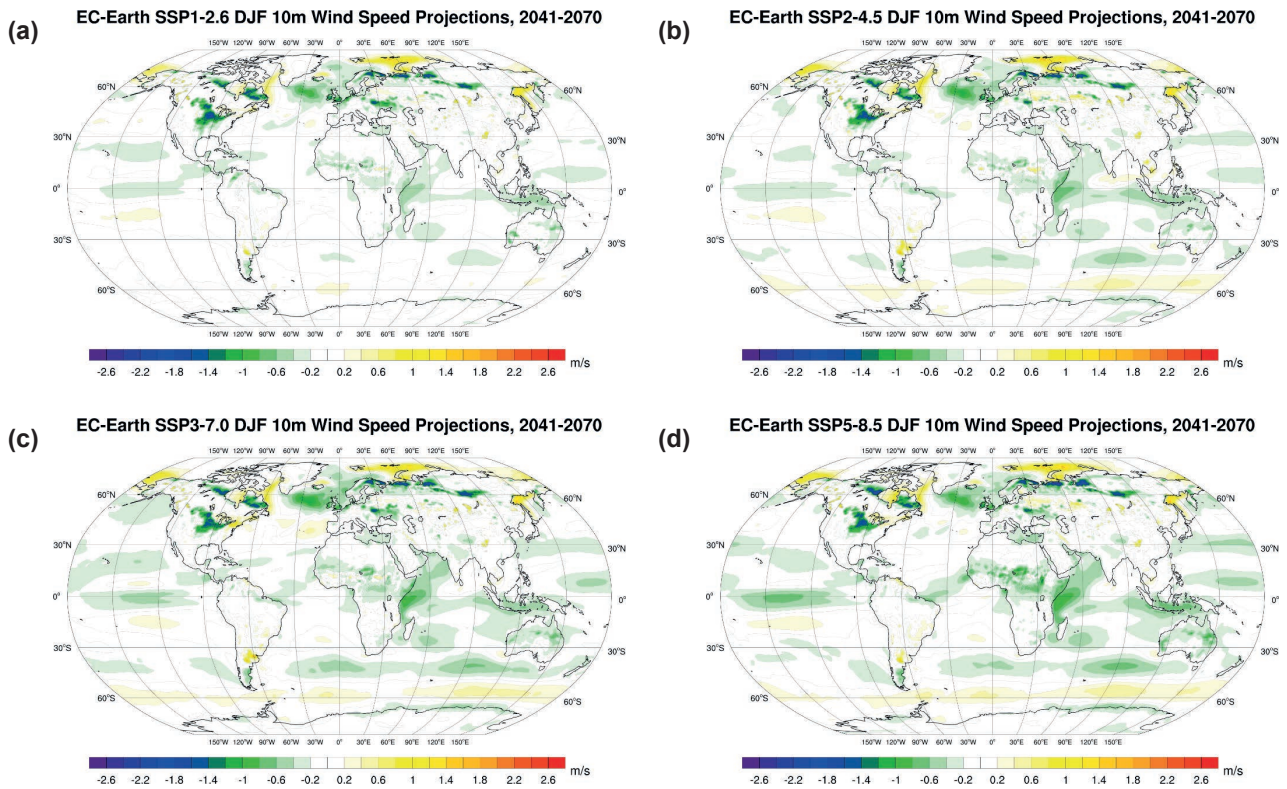 (a)
EC-Earth SSP1-2.6 DJF 10m Wind Speed Projections, 2041-2070
150°W 120°W 90°W 60°W 30°W 0° 30°E 60°E 90°E 120°E 150°E
60°N 60°N
30°N 30°N
0° 0°
30°S 30°S
60°S 60°S
150°W 120°W 90°W 60°W 30°W 0° 30°E 60°E 90°E 120°E 150°E
m/s
-2.6 -2.2 -1.8 -1.4 -1 -0.6 -0.2 0.2 0.6 1 1.4 1.8 2.2 2.6
(b)
EC-Earth SSP2-4.5 DJF 10m Wind Speed Projections, 2041-2070
150°W 120°W 90°W 60°W 30°W 0° 30°E 60°E 90°E 120°E 150°E
60°N 60°N
30°N 30°N
0° 0°
30°S 30°S
60°S 60°S
150°W 120°W 90°W 60°W 30°W 0° 30°E 60°E 90°E 120°E 150°E
m/s
-2.6 -2.2 -1.8 -1.4 -1 -0.6 -0.2 0.2 0.6 1 1.4 1.8 2.2 2.6
(c)
EC-Earth SSP3-7.0 DJF 10m Wind Speed Projections, 2041-2070
150°W 120°W 90°W 60°W 30°W 0° 30°E 60°E 90°E 120°E 150°E
60°N 60°N
30°N 30°N
0° 0°
30°S 30°S
60°S 60°S
150°W 120°W 90°W 60°W 30°W 0° 30°E 60°E 90°E 120°E 150°E
m/s
-2.6 -2.2 -1.8 -1.4 -1 -0.6 -0.2 0.2 0.6 1 1.4 1.8 2.2 2.6
(d)
EC-Earth SSP5-8.5 DJF 10m Wind Speed Projections, 2041-2070
150°W 120°W 90°W 60°W 30°W 0° 30°E 60°E 90°E 120°E 150°E
60°N 60°N
30°N 30°N
0° 0°
30°S 30°S
60°S 60°S
150°W 120°W 90°W 60°W 30°W 0° 30°E 60°E 90°E 120°E 150°E
m/s
-2.6 -2.2 -1.8 -1.4 -1 -0.6 -0.2 0.2 0.6 1 1.4 1.8 2.2 2.6